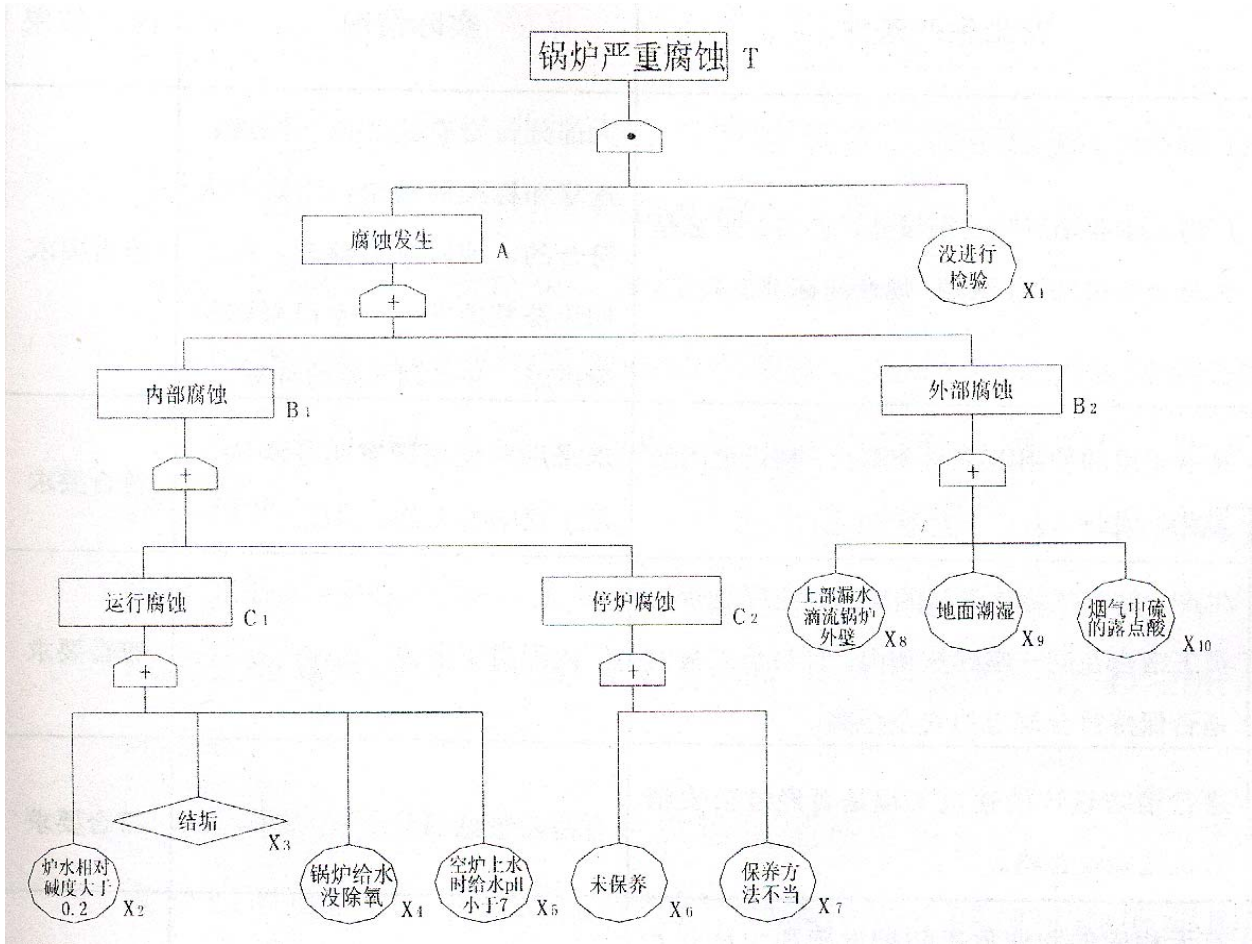 锅炉严重腐蚀 T
•
腐蚀发生 A
没进行
检验 X1
+
内部腐蚀 B1
外部腐蚀 B2
+
+
运行腐蚀 C1
停炉腐蚀 C2
上部漏水
滴流锅炉
外壁 X8
地面潮湿 X9
烟气中硫
的露点酸 X10
+
+
结垢 X3
炉水相对
碱度大于
0.2 X2
锅炉给水
没除氧 X4
空炉上水
时给水pH
小于7 X5
未保养 X6
保养方
法不当 X7